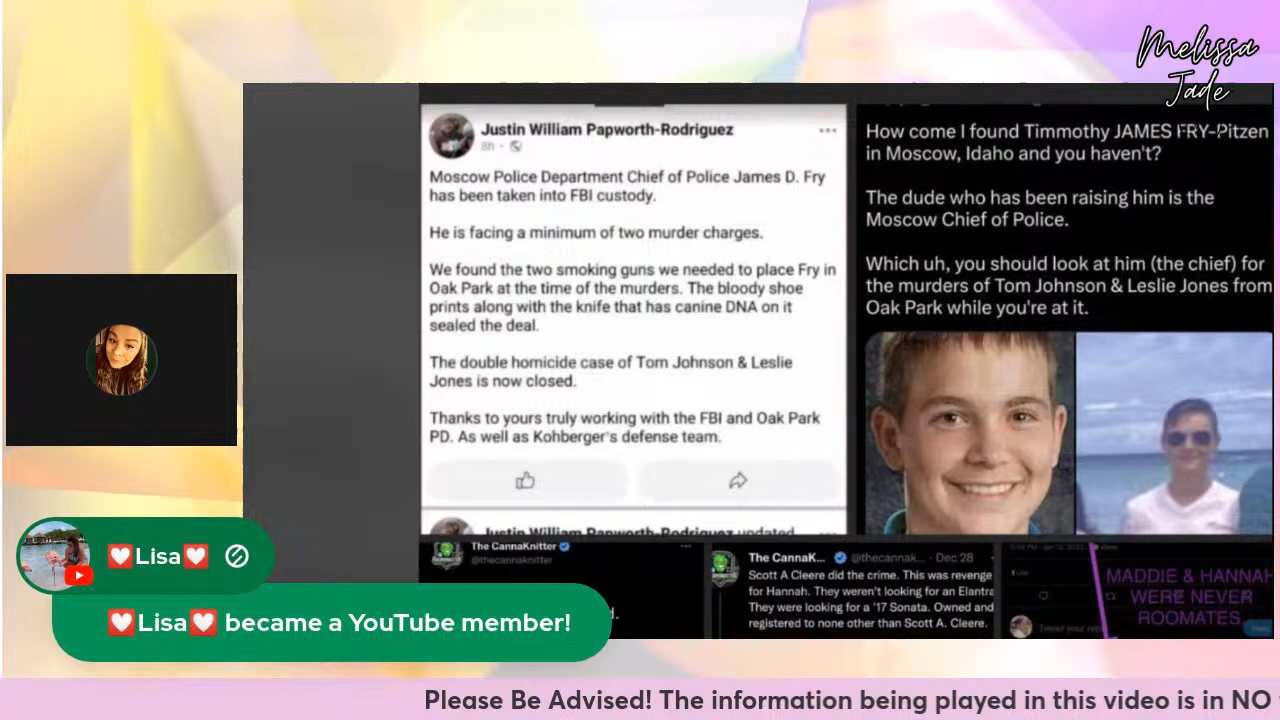 Melissa
Jade
Justin William Papworth-Rodriguez
8h
Moscow Police Department Chief of Police James D. Fry
has been taken into FBI custody.
He is facing a minimum of two murder charges.
We found the two smoking guns we needed to place Fry in
Oak Park at the time of the murders. The bloody shoe
prints along with the knife that has canine DNA on it
sealed the deal.
The double homicide case of Tom Johnson & Leslie
Jones is now closed.
Thanks to yours truly working with the FBI and Oak Park
PD. As well as Kohberger's defense team.
Justin William Papworth-Rodriguez updated
How come I found Timmothy JAMES FRY-Pitzen
in Moscow, Idaho and you haven't?
The dude who has been raising him is the
Moscow Chief of Police.
Which uh, you should look at him (the chief) for
the murders of Tom Johnson & Leslie Jones from
Oak Park while you're at it.
The CannaKnitter
@thecannaknitter
d.
The CannaK... @thecannak... · Dec 28
Scott A Cleere did the crime. This was revenge
for Hannah. They weren't looking for an Elantra
They were looking for a '17 Sonata. Owned and
registered to none other than Scott A. Cleere.
MADDIE & HANNAH
WERE NEVER
ROOMATES.
Tweet your rep
Lisa
Lisa became a YouTube member!
Please Be Advised! The information being played in this video is in NO